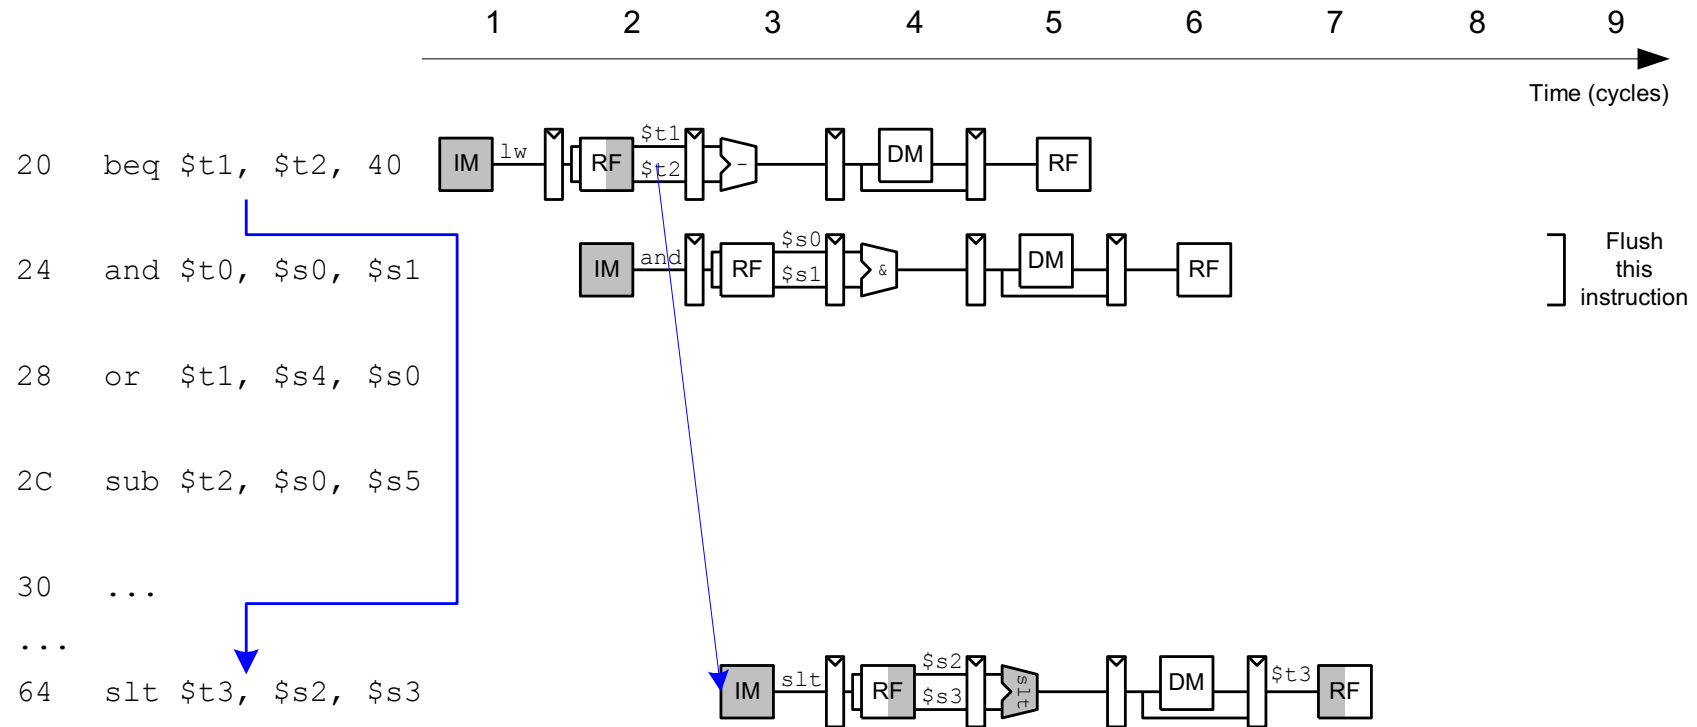 1 2 3 4 5 6 7 8 9
Time (cycles)
20 beq $t1, $t2, 40 IM lw RF $t1 $t2 - DM RF
24 and $t0, $s0, $s1 IM and RF $s0 $s1 & DM RF
Flush
this
instruction
28 or $t1, $s4, $s0
2C sub $t2, $s0, $s5
30 ...
...
64 slt $t3, $s2, $s3 IM slt RF $s2 $s3 slt DM $t3 RF